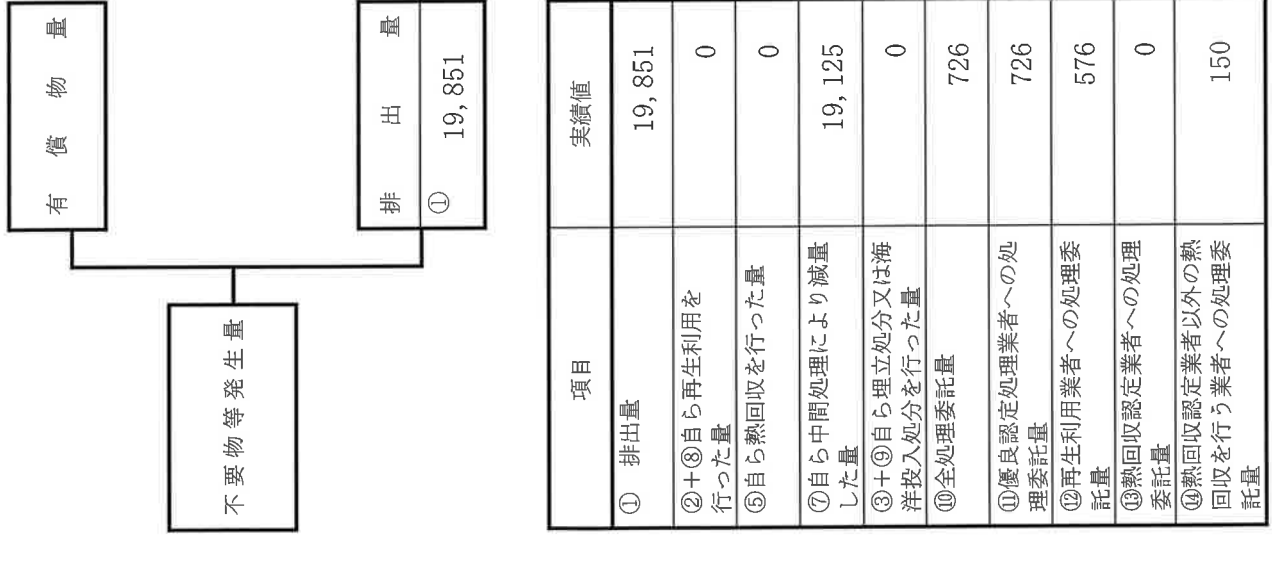 有償物量
不要物等発生量
排出量
① 19,851
項目 実績値
① 排出量 19,851
②+⑧自ら再生利用を
行った量 0
⑤自ら熱回収を行った量 0
⑦自ら中間処理により減量
した量 19,125
③+⑨自ら埋立処分又は海
洋投入処分を行った量 0
⑩全処理委託量 726
⑪優良認定処理業者への処
理委託量 726
⑫再生利用業者への処理委
託量 576
⑬熱回収認定業者への処理
委託量 0
⑭熱回収認定業者以外の熱
回収を行う業者への処理委
託量 150